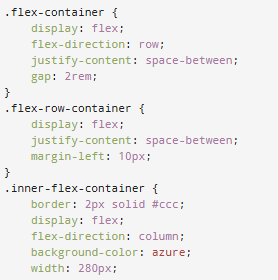 .flex-container {
    display: flex;
    flex-direction: row;
    justify-content: space-between;
    gap: 2rem;
}
.flex-row-container {
    display: flex;
    justify-content: space-between;
    margin-left: 10px;
}
.inner-flex-container {
    border: 2px solid #ccc;
    display: flex;
    flex-direction: column;
    background-color: azure;
    width: 280px;